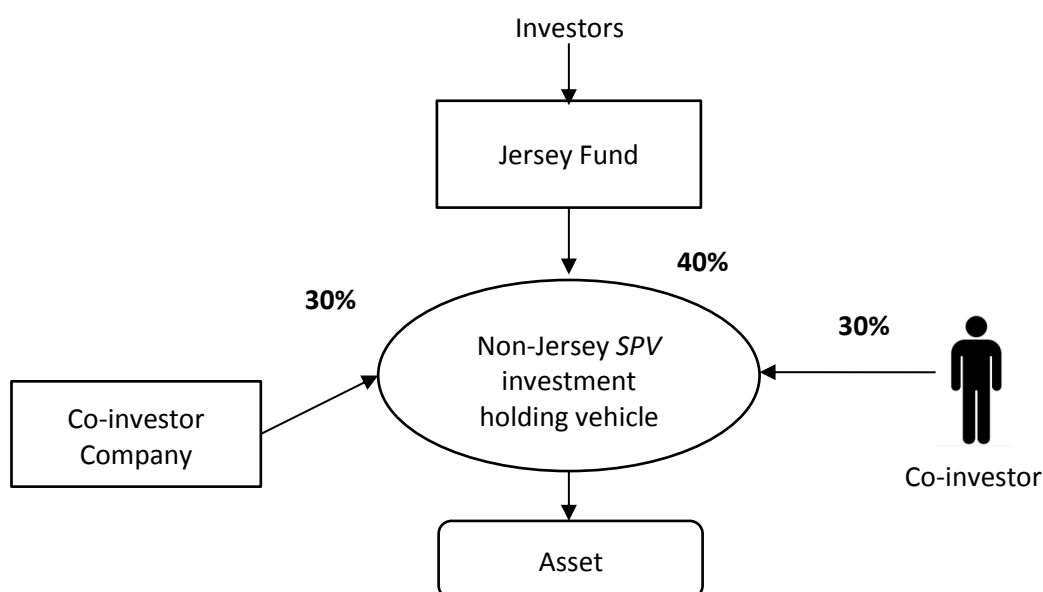 Investors
Jersey Fund
40%
30%
30%
Non-Jersey SPV
investment
holding vehicle
Co-investor
Company
Co-investor
Asset